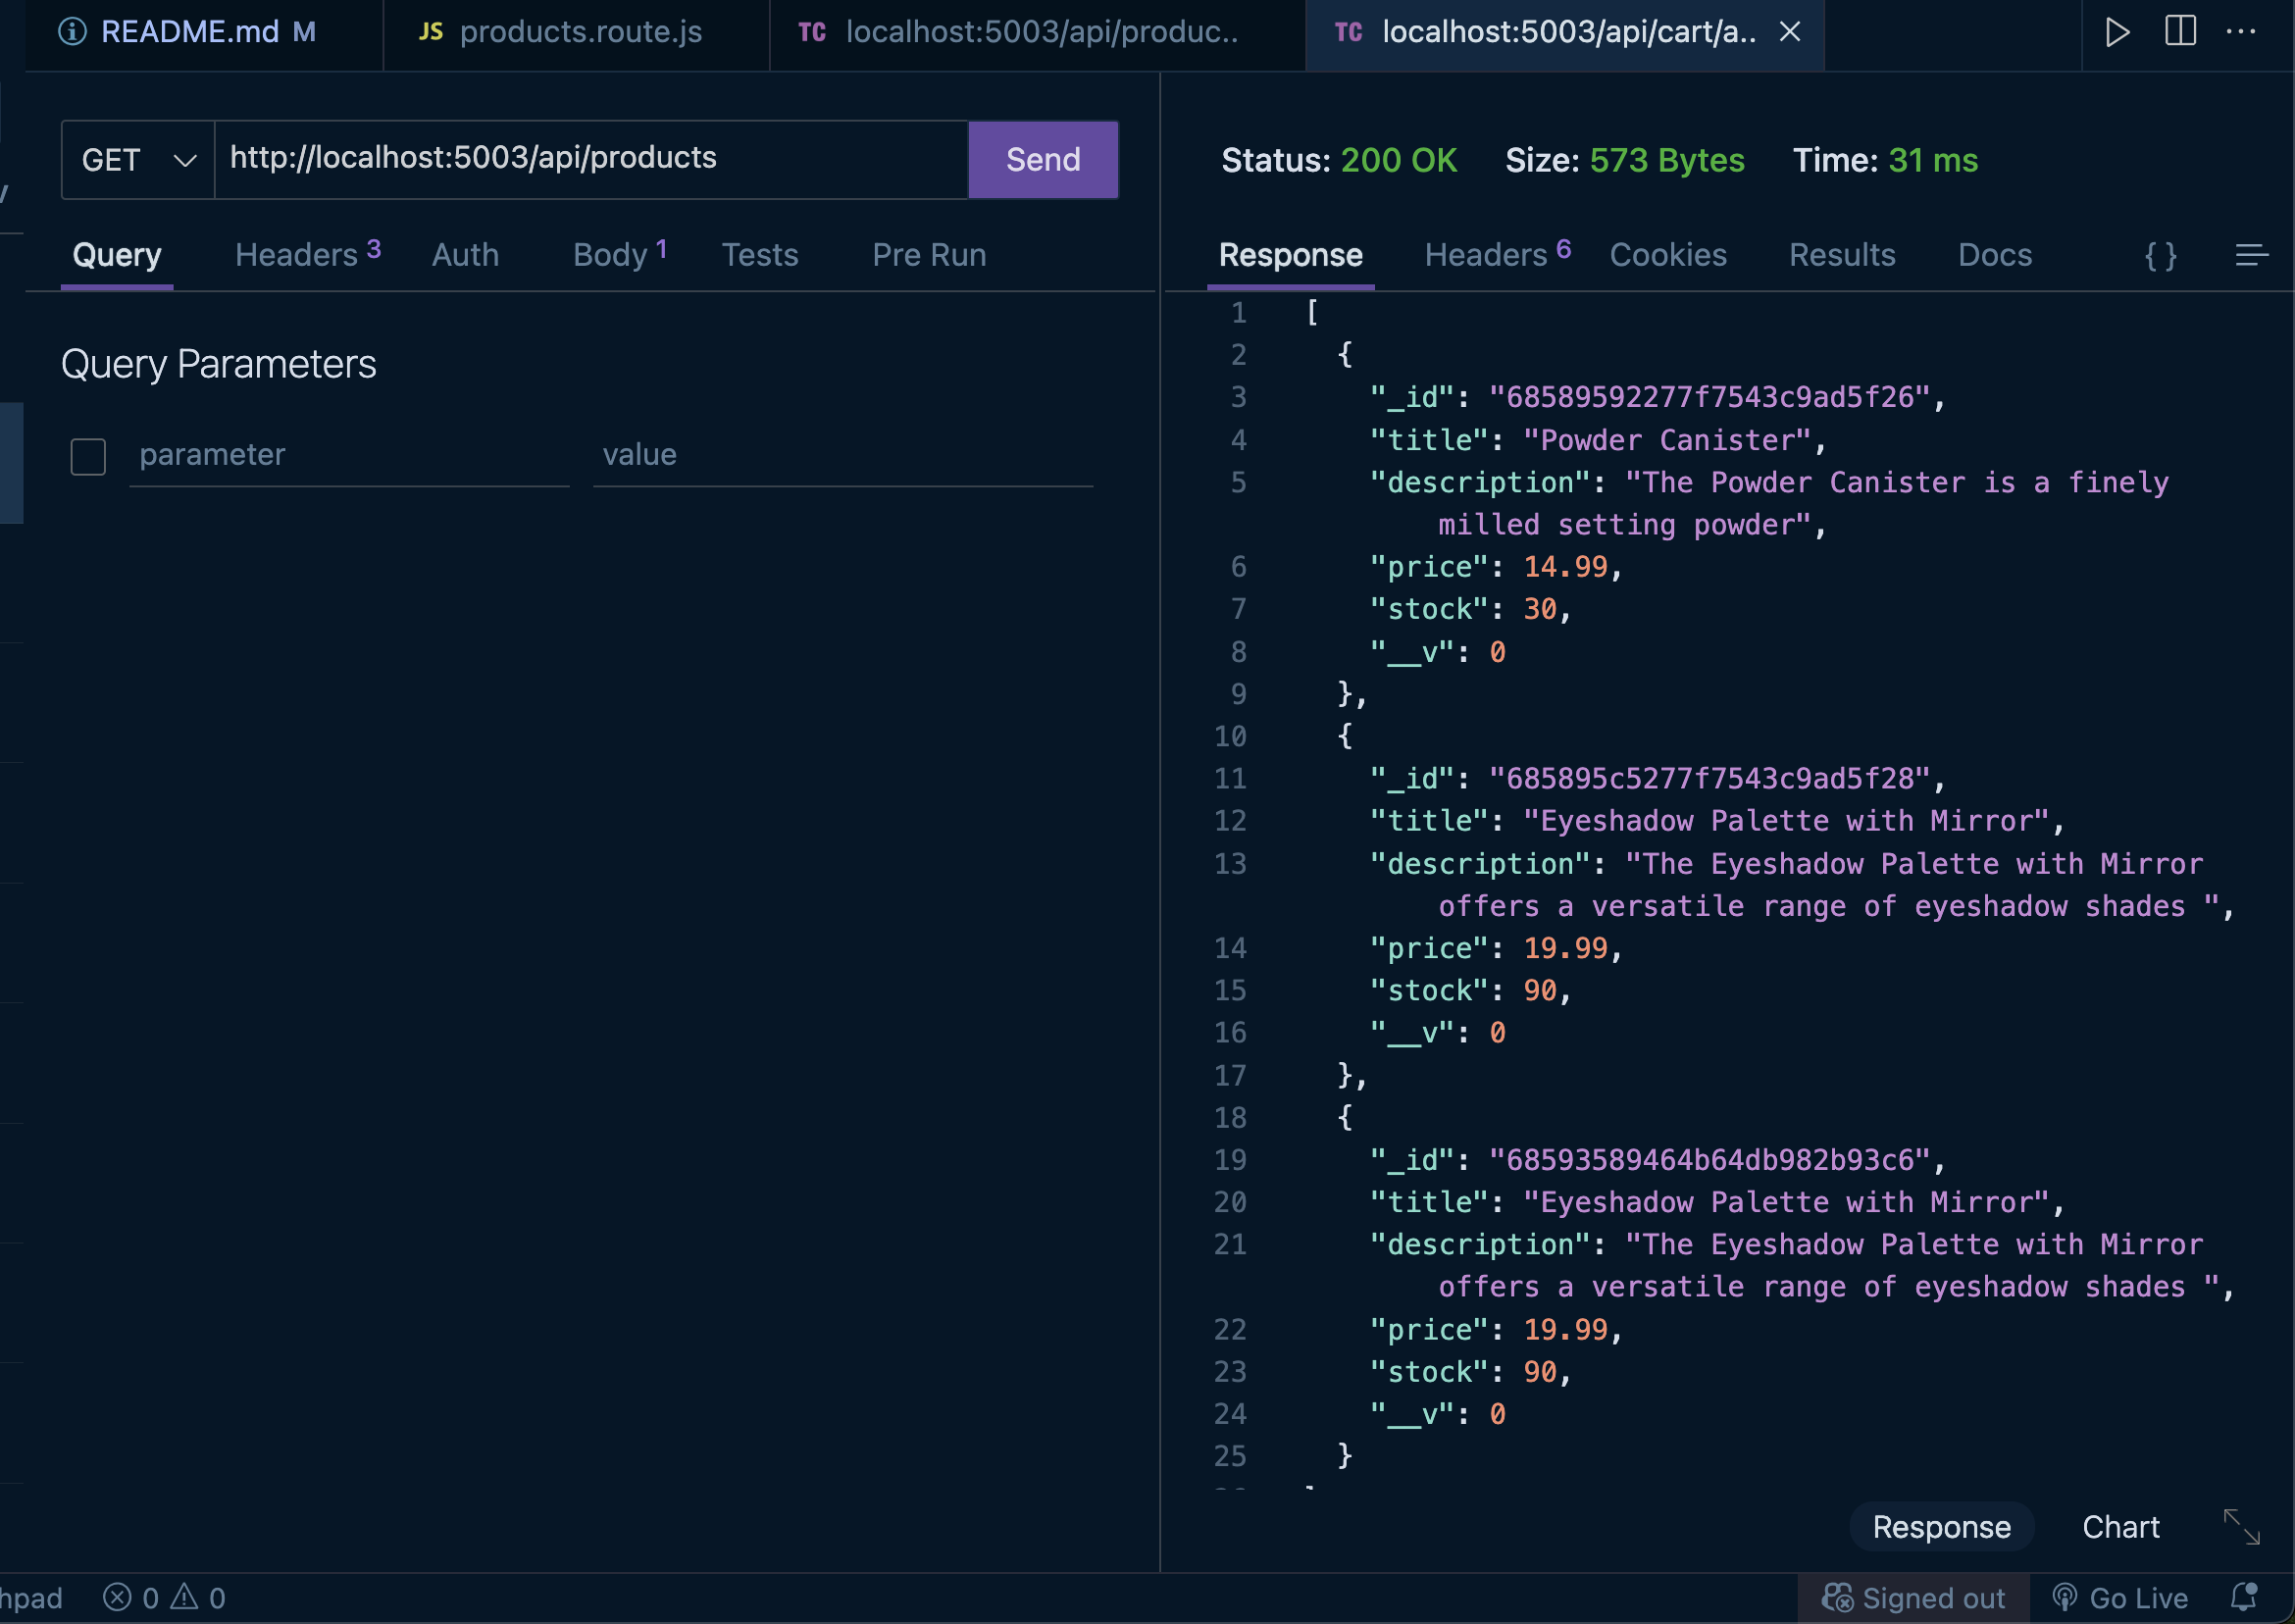 README.md M
JS products.route.js
TC localhost:5003/api/produc..
TC localhost:5003/api/cart/a..
GET http://localhost:5003/api/products Send
Query Headers 3 Auth Body 1 Tests Pre Run
Query Parameters
parameter value
Status: 200 OK Size: 573 Bytes Time: 31 ms
Response Headers 6 Cookies Results Docs { }
1 [
2 {
3 "_id": "68589592277f7543c9ad5f26",
4 "title": "Powder Canister",
5 "description": "The Powder Canister is a finely
milled setting powder",
6 "price": 14.99,
7 "stock": 30,
8 "__v": 0
9 },
10 {
11 "_id": "685895c5277f7543c9ad5f28",
12 "title": "Eyeshadow Palette with Mirror",
13 "description": "The Eyeshadow Palette with Mirror
offers a versatile range of eyeshadow shades ",
14 "price": 19.99,
15 "stock": 90,
16 "__v": 0
17 },
18 {
19 "_id": "68593589464b64db982b93c6",
20 "title": "Eyeshadow Palette with Mirror",
21 "description": "The Eyeshadow Palette with Mirror
offers a versatile range of eyeshadow shades ",
22 "price": 19.99,
23 "stock": 90,
24 "__v": 0
25 }
Response Chart
hpad 0 0 Signed out Go Live